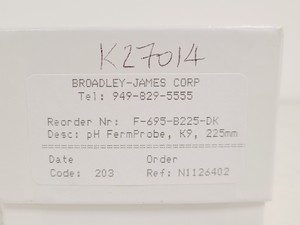 K27014
BROADLEY-JAMES CORP
Tel: 949-829-5555
Reorder Nr: F-695-B225-DK
Desc: pH FermProbe, K9, 225mm
Date Order
Code: 203 Ref: N1126402